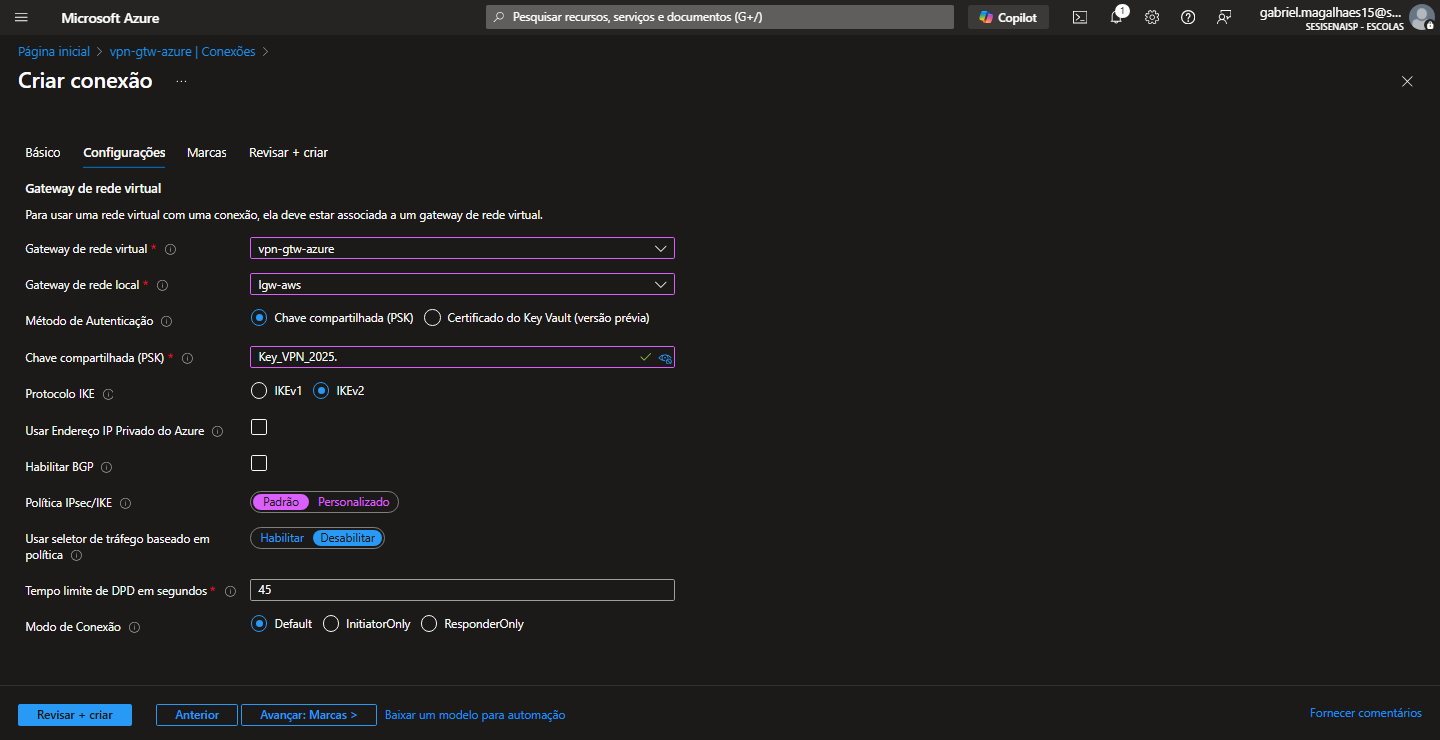 Microsoft Azure
Pesquisar recursos, serviços e documentos (G+/)
Copilot
1
gabriel.magalhaes15@s...
SESISENAISP - ESCOLAS
Página inicial > vpn-gtw-azure | Conexões >
Criar conexão ...
Básico Configurações Marcas Revisar + criar
Gateway de rede virtual
Para usar uma rede virtual com uma conexão, ela deve estar associada a um gateway de rede virtual.
Gateway de rede virtual * vpn-gtw-azure
Gateway de rede local * lgw-aws
Método de Autenticação Chave compartilhada (PSK) Certificado do Key Vault (versão prévia)
Chave compartilhada (PSK) * Key_VPN_2025.
Protocolo IKE IKEv1 IKEv2
Usar Endereço IP Privado do Azure
Habilitar BGP
Política IPsec/IKE Padrão Personalizado
Usar seletor de tráfego baseado em
política
Habilitar Desabilitar
Tempo limite de DPD em segundos * 45
Modo de Conexão Default InitiatorOnly ResponderOnly
Revisar + criar Anterior Avançar: Marcas > Baixar um modelo para automação Fornecer comentários